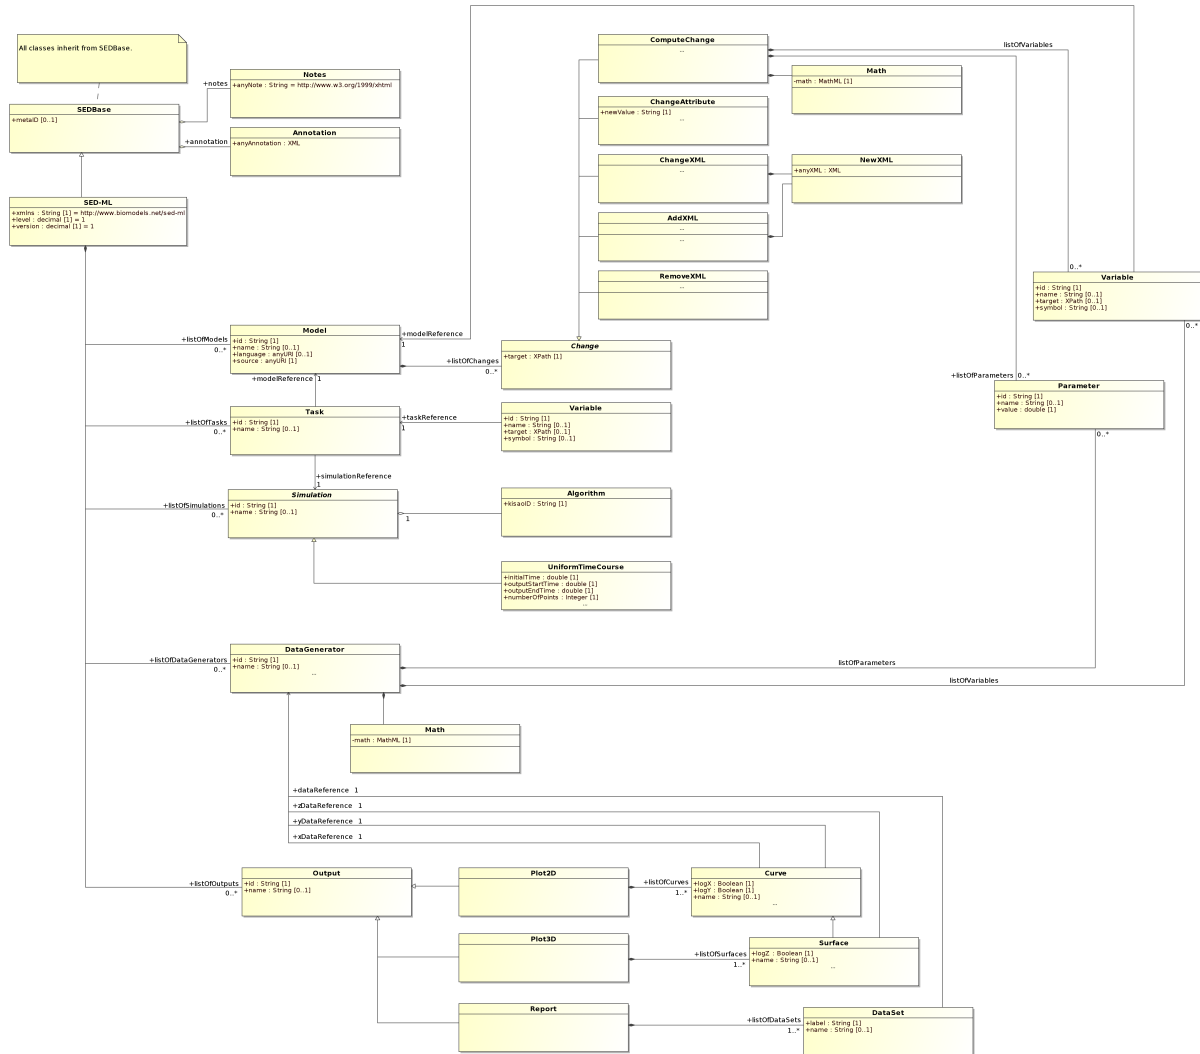 All classes inherit from SEDBase.
SEDBase
+metaID [0..1]
+notes
Notes
+anyNote : String = http://www.w3.org/1999/xhtml
+annotation
Annotation
+anyAnnotation : XML
SED-ML
+xmlns : String [1] = http://www.biomodels.net/sed-ml
+level : decimal [1] = 1
+version : decimal [1] = 1
ComputeChange
...
listOfVariables
Math
-math : MathML [1]
ChangeAttribute
+newValue : String [1]
...
ChangeXML
...
NewXML
+anyXML : XML
AddXML
...
...
RemoveXML
...
0..*
Variable
+id : String [1]
+name : String [0..1]
+target : XPath [0..1]
+symbol : String [0..1]
0..*
+listOfModels
0..*
Model
+id : String [1]
+name : String [0..1]
+language : anyURI [0..1]
+source : anyURI [1]
+modelReference
1
+listOfChanges
0..*
Change
+target : XPath [1]
+listOfParameters
0..*
Parameter
+id : String [1]
+name : String [0..1]
+value : double [1]
0..*
+modelReference
1
+listOfTasks
0..*
Task
+id : String [1]
+name : String [0..1]
+taskReference
1
Variable
+id : String [1]
+name : String [0..1]
+target : XPath [0..1]
+symbol : String [0..1]
+simulationReference
1
+listOfSimulations
0..*
Simulation
+id : String [1]
+name : String [0..1]
1
Algorithm
+kisaoID : String [1]
UniformTimeCourse
+initialTime : double [1]
+outputStartTime : double [1]
+outputEndTime : double [1]
+numberOfPoints : Integer [1]
...
+listOfDataGenerators
0..*
DataGenerator
+id : String [1]
+name : String [0..1]
...
listOfParameters
listOfVariables
Math
-math : MathML [1]
+dataReference 1
+zDataReference 1
+yDataReference 1
+xDataReference 1
+listOfOutputs
0..*
Output
+id : String [1]
+name : String [0..1]
Plot2D
+listOfCurves
1..*
Curve
+logX : Boolean [1]
+logY : Boolean [1]
+name : String [0..1]
...
Plot3D
+listOfSurfaces
1..*
Surface
+logZ : Boolean [1]
+name : String [0..1]
...
Report
+listOfDataSets
1..*
DataSet
+label : String [1]
+name : String [0..1]